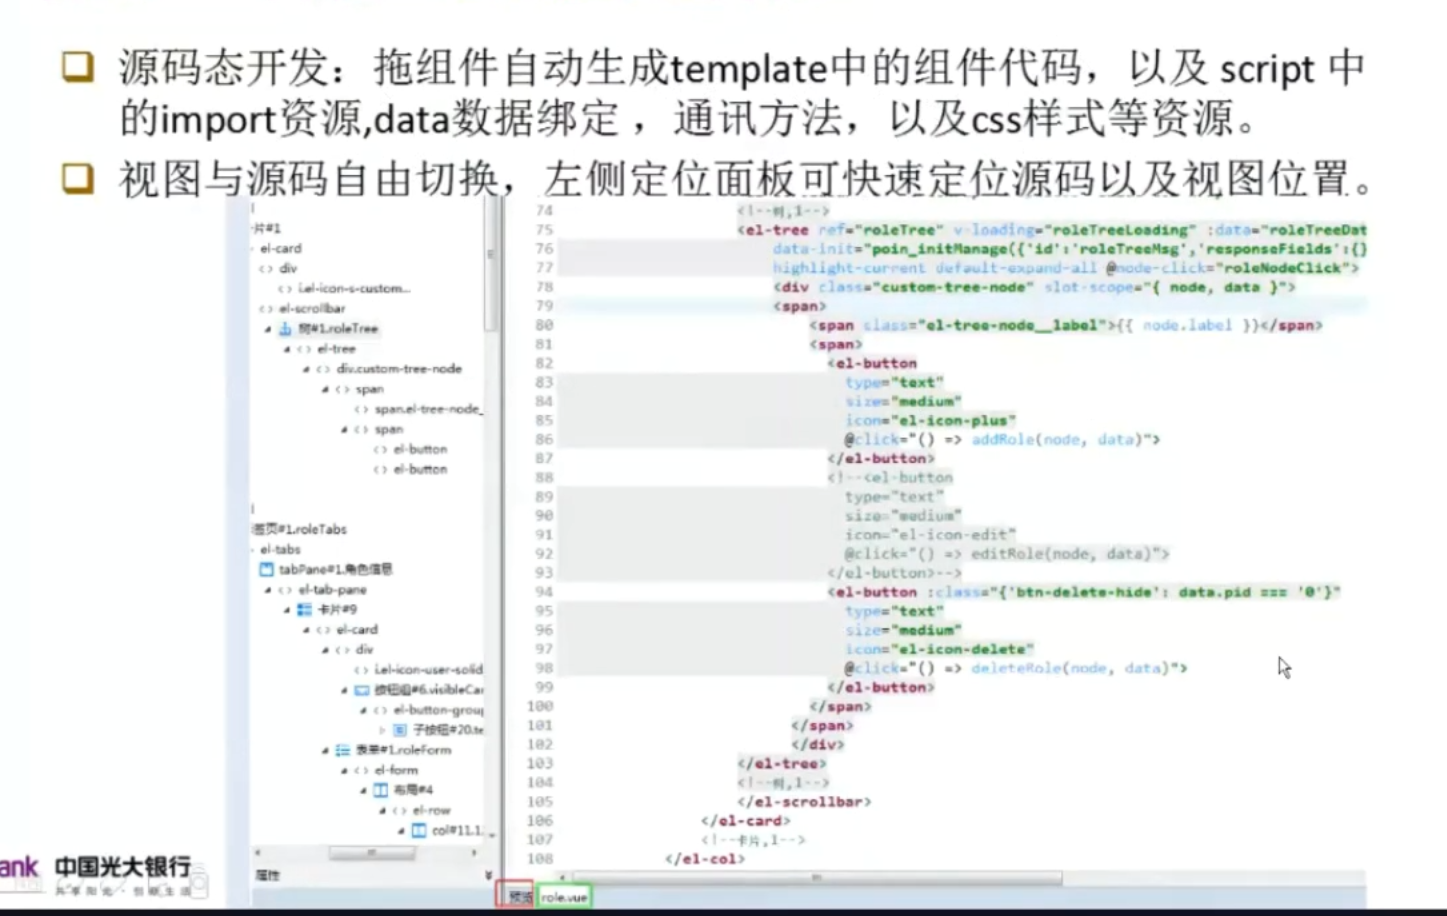 源码态开发：拖组件自动生成template中的组件代码，以及 script 中
的import资源,data数据绑定 ，通讯方法，以及css样式等资源。
视图与源码自由切换，左侧定位面板可快速定位源码以及视图位置。
片#1
el-card
<> div
<> i.el-icon-s-custom...
<> el-scrollbar
树#1.roleTree
<> el-tree
<> div.custom-tree-node
<> span
<> span.el-tree-node_
<> span
<> el-button
<> el-button
签页#1.roleTabs
el-tabs
tabPane#1.角色信息
<> el-tab-pane
卡片#9
<> el-card
<> div
<> i.el-icon-user-solid
按钮组#6.visibleCar
<> el-button-group
子按钮#20.te
表单#1.roleForm
<> el-form
布局#4
<> el-row
col#11.1
属性
74 <!--树,1-->
75 <el-tree ref="roleTree" v-loading="roleTreeLoading" :data="roleTreeDat
76 data-init="poin_initManage({'id':'roleTreeMsg','responseFields':{}
77 highlight-current default-expand-all @node-click="roleNodeClick">
78 <div class="custom-tree-node" slot-scope="{ node, data }">
79 <span>
80 <span class="el-tree-node__label">{{ node.label }}</span>
81 <span>
82 <el-button
83 type="text"
84 size="medium"
85 icon="el-icon-plus"
86 @click="() => addRole(node, data)">
87 </el-button>
88 <!--<el-button
89 type="text"
90 size="medium"
91 icon="el-icon-edit"
92 @click="() => editRole(node, data)">
93 </el-button>-->
94 <el-button :class="{'btn-delete-hide': data.pid === '0'}"
95 type="text"
96 size="medium"
97 icon="el-icon-delete"
98 @click="() => deleteRole(node, data)">
99 </el-button>
100 </span>
101 </span>
102 </div>
103 </el-tree>
104 <!--树,1-->
105 </el-scrollbar>
106 </el-card>
107 <!--卡片,1-->
108 </el-col>
预览 role.vue
ank 中国光大银行
共享阳光·创新生活